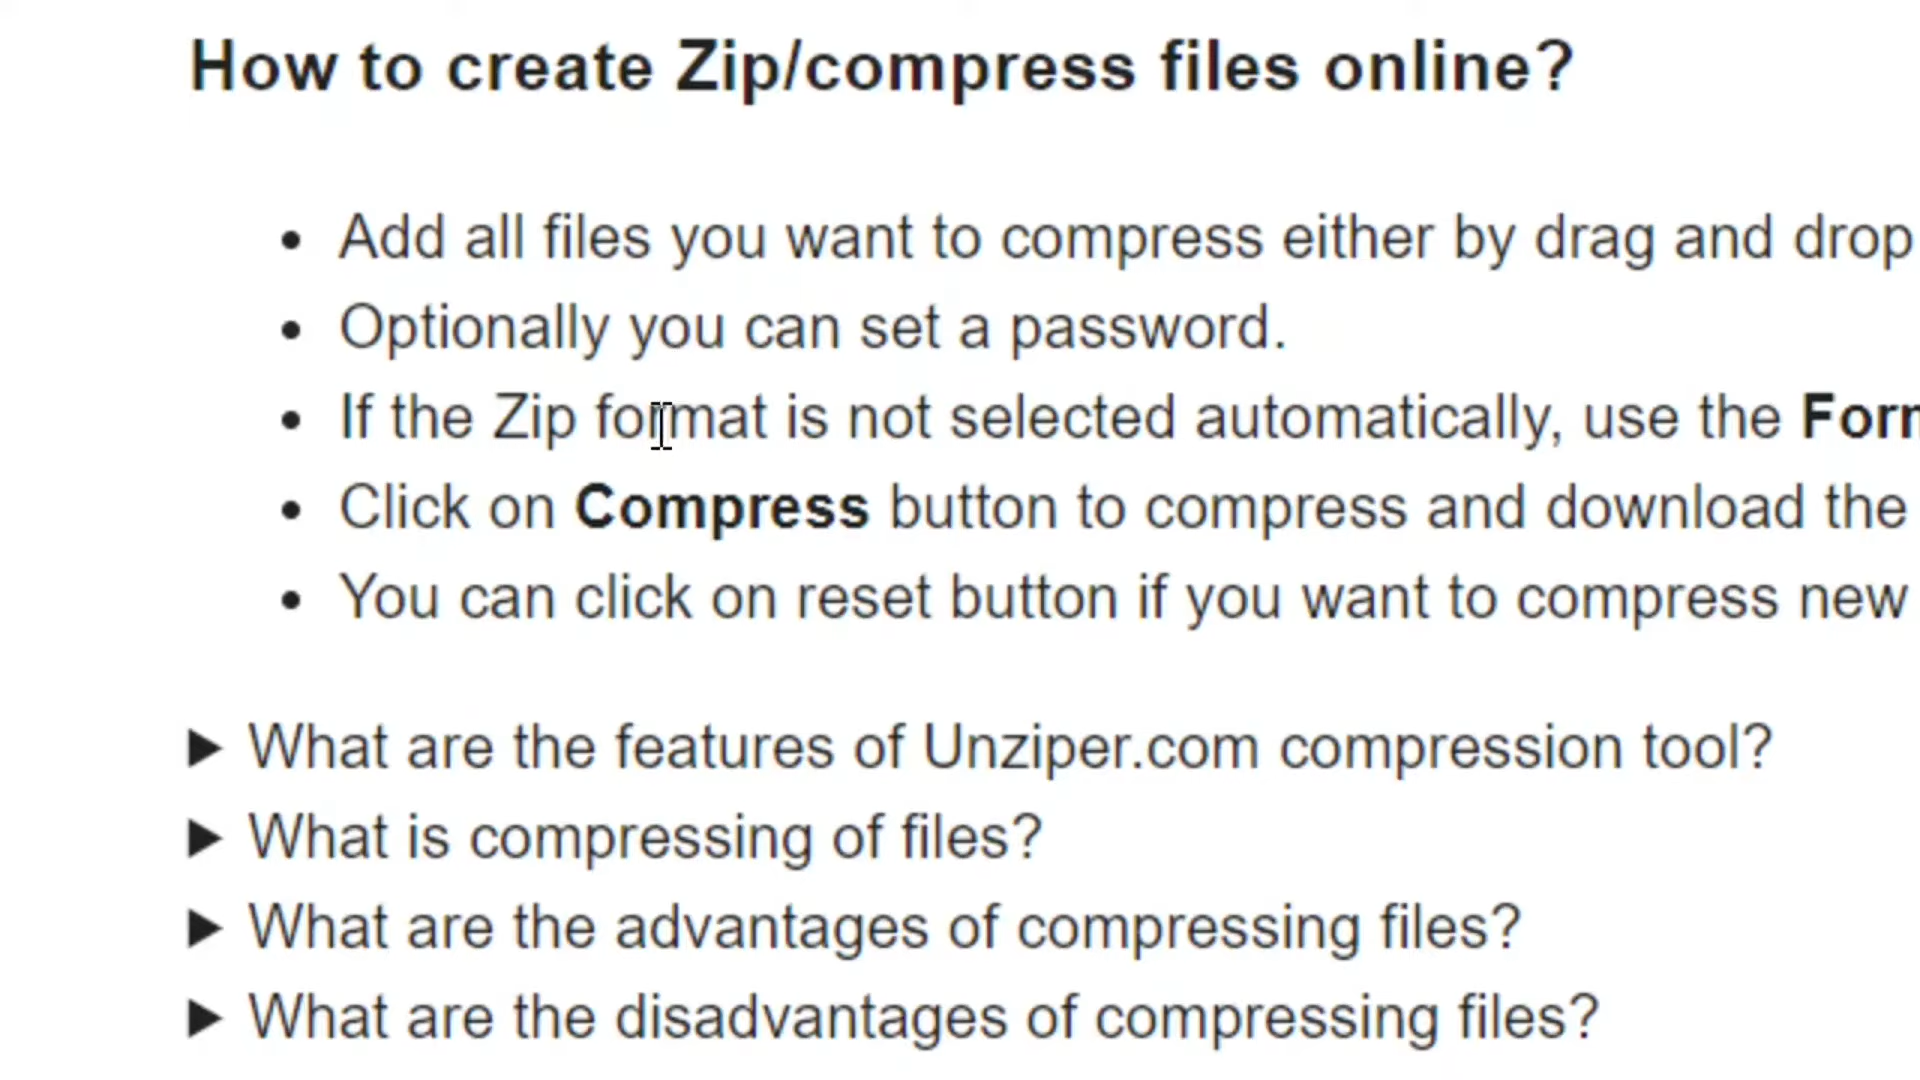 How to create Zip/compress files online?
• Add all files you want to compress either by drag and drop
• Optionally you can set a password.
• If the Zip format is not selected automatically, use the
• Click on Compress button to compress and download the
• You can click on reset button if you want to compress new
▶ What are the features of Unziper.com compression tool?
▶ What is compressing of files?
▶ What are the advantages of compressing files?
▶ What are the disadvantages of compressing files?